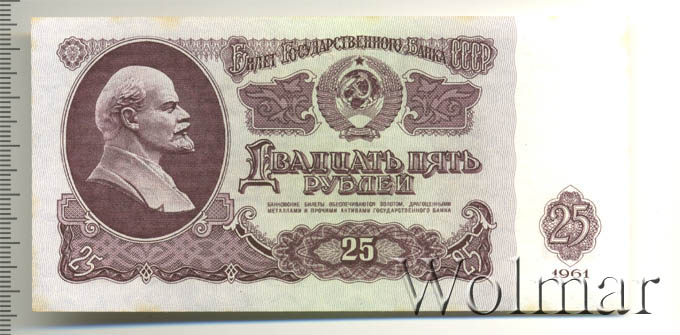 Билет Государственного Банка СССР
Двадцать пять
рублей
БАНКОВСКИЕ БИЛЕТЫ ОБЕСПЕЧИВАЮТСЯ ЗОЛОТОМ, ДРАГОЦЕННЫМИ
МЕТАЛЛАМИ И ПРОЧИМИ АКТИВАМИ ГОСУДАРСТВЕННОГО БАНКА
25
25
25
25
1961
Wolmar